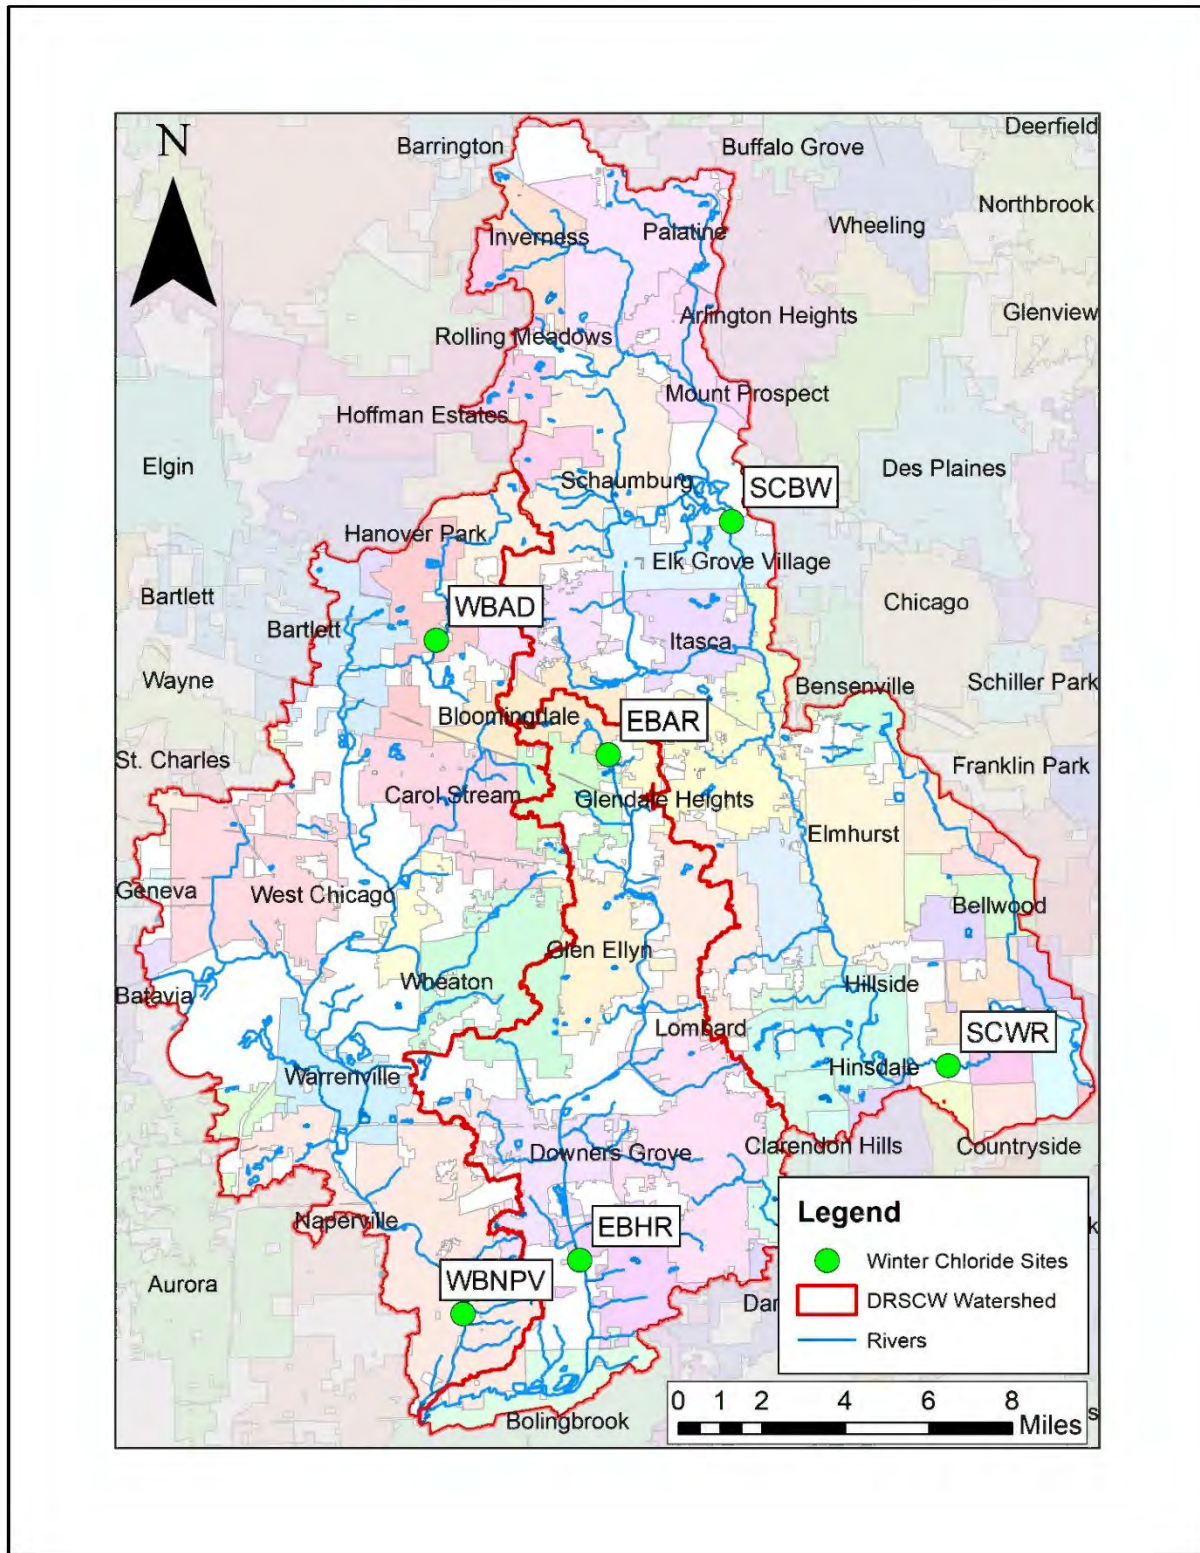 Deerfield
N
Barrington
Buffalo Grove
Northbrook
Wheeling
Inverness
Palatine
Arlington Heights
Glenview
Rolling Meadows
Mount Prospect
Hoffman Estates
Elgin
Des Plaines
Schaumburg
SCBW
Hanover Park
Elk Grove Village
Bartlett
WBAD
Chicago
Bartlett
Itasca
Wayne
Bensenville
Schiller Park
Bloomingdale
EBAR
St. Charles
Franklin Park
Carol Stream
Glendale Heights
Elmhurst
Geneva
West Chicago
Bellwood
Glen Ellyn
Wheaton
Hillside
Batavia
Lombard
SCWR
Warrenville
Hinsdale
Downers Grove
Clarendon Hills
Countryside
Naperville
EBHR
Legend
k
Winter Chloride Sites
Aurora
WBNPV
Dar
DRSCW Watershed
Rivers
0 1 2 4 6 8
Miles
s
Bolingbrook